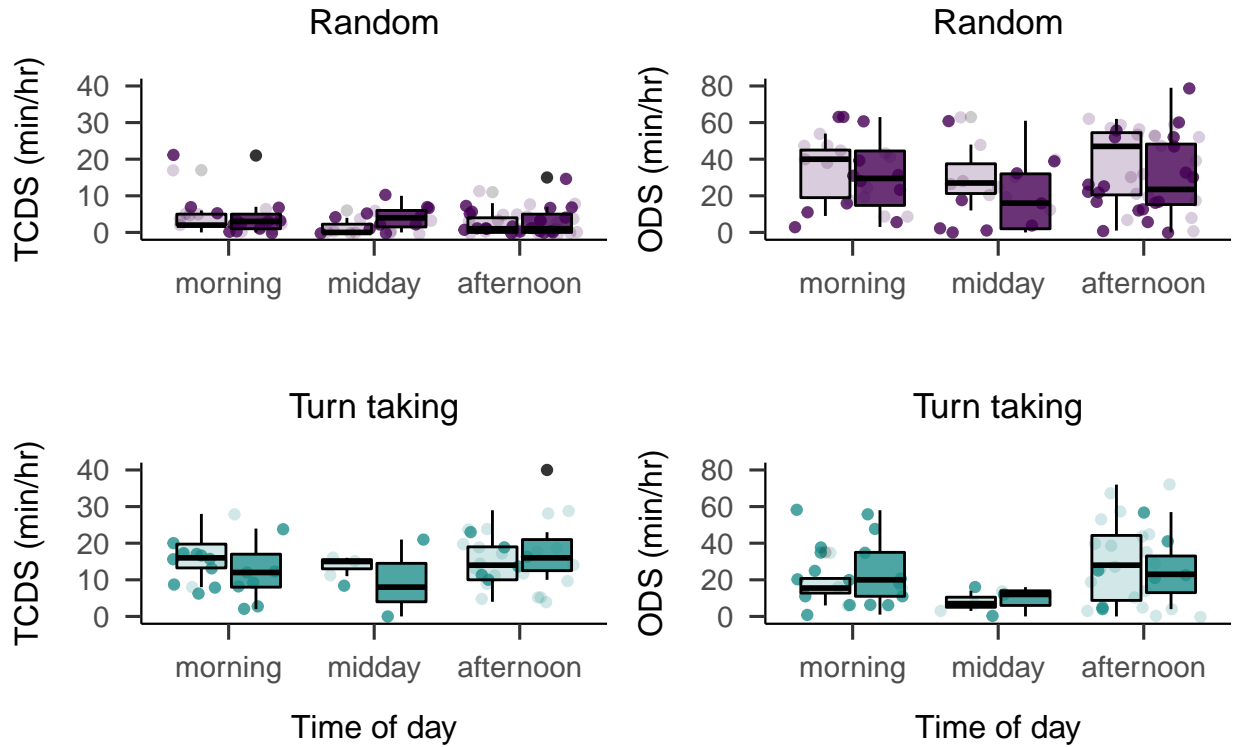 Random
TCDS (min/hr)
40
30
20
10
0
morning midday afternoon
Random
ODS (min/hr)
80
60
40
20
0
morning midday afternoon
Turn taking
TCDS (min/hr)
40
30
20
10
0
morning midday afternoon
Time of day
Turn taking
ODS (min/hr)
80
60
40
20
0
morning midday afternoon
Time of day